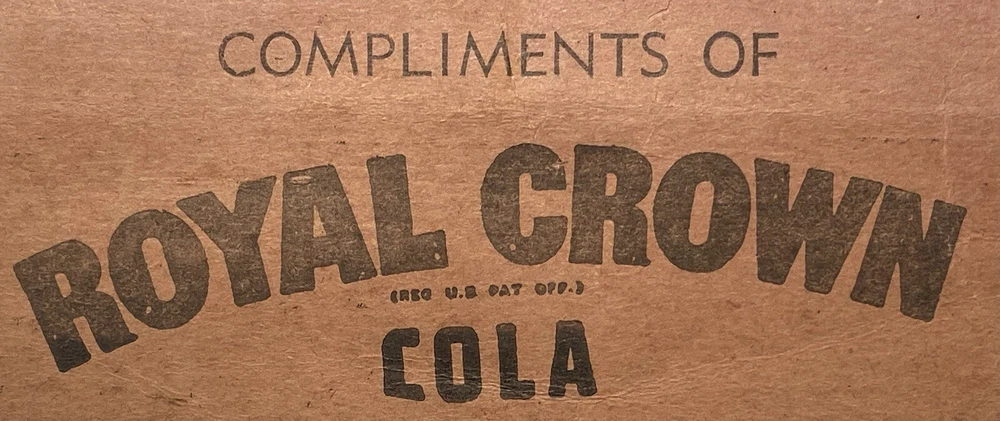 COMPLIMENTS OF
ROYAL CROWN
(REG U.S PAT OFF.)
COLA